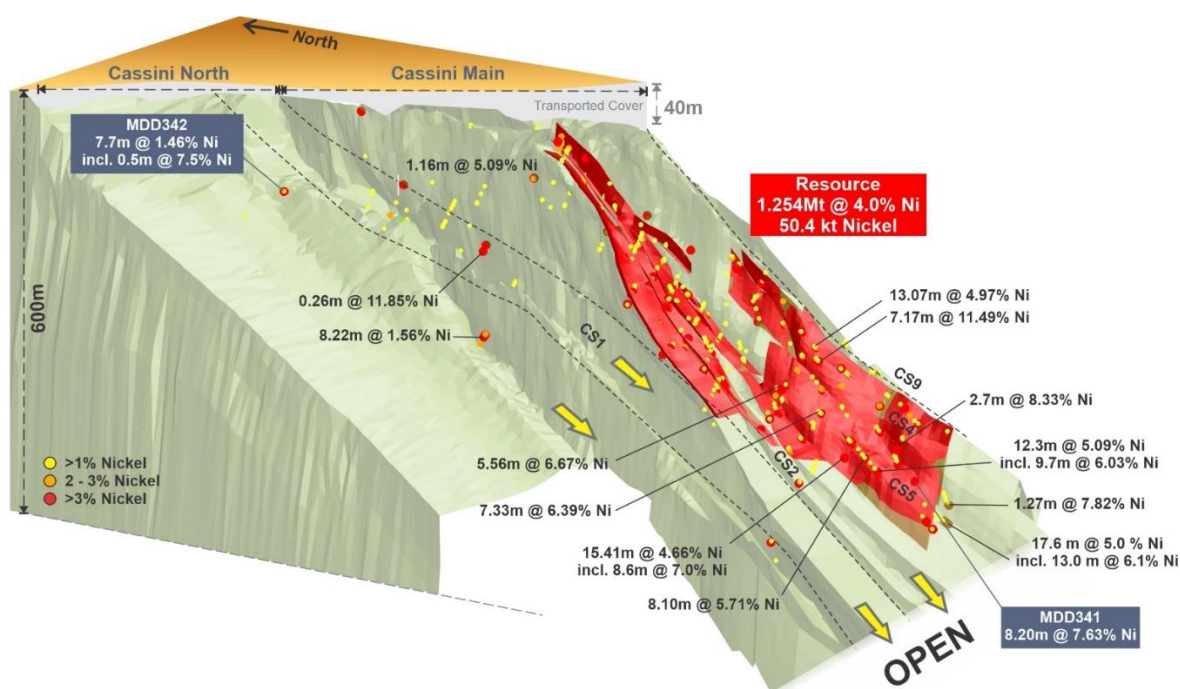 North
Cassini North
Cassini Main
Transported Cover
40m
MDD342
7.7m @ 1.46% Ni
incl. 0.5m @ 7.5% Ni
1.16m @ 5.09% Ni
Resource
1.254Mt @ 4.0% Ni
50.4 kt Nickel
600m
0.26m @ 11.85% Ni
8.22m @ 1.56% Ni
CS1
13.07m @ 4.97% Ni
7.17m @ 11.49% Ni
CS9
CS4
2.7m @ 8.33% Ni
>1% Nickel
2 - 3% Nickel
>3% Nickel
5.56m @ 6.67% Ni
CS2
CS5
12.3m @ 5.09% Ni
incl. 9.7m @ 6.03% Ni
7.33m @ 6.39% Ni
1.27m @ 7.82% Ni
15.41m @ 4.66% Ni
incl. 8.6m @ 7.0% Ni
17.6 m @ 5.0 % Ni
incl. 13.0 m @ 6.1% Ni
8.10m @ 5.71% Ni
OPEN
MDD341
8.20m @ 7.63% Ni